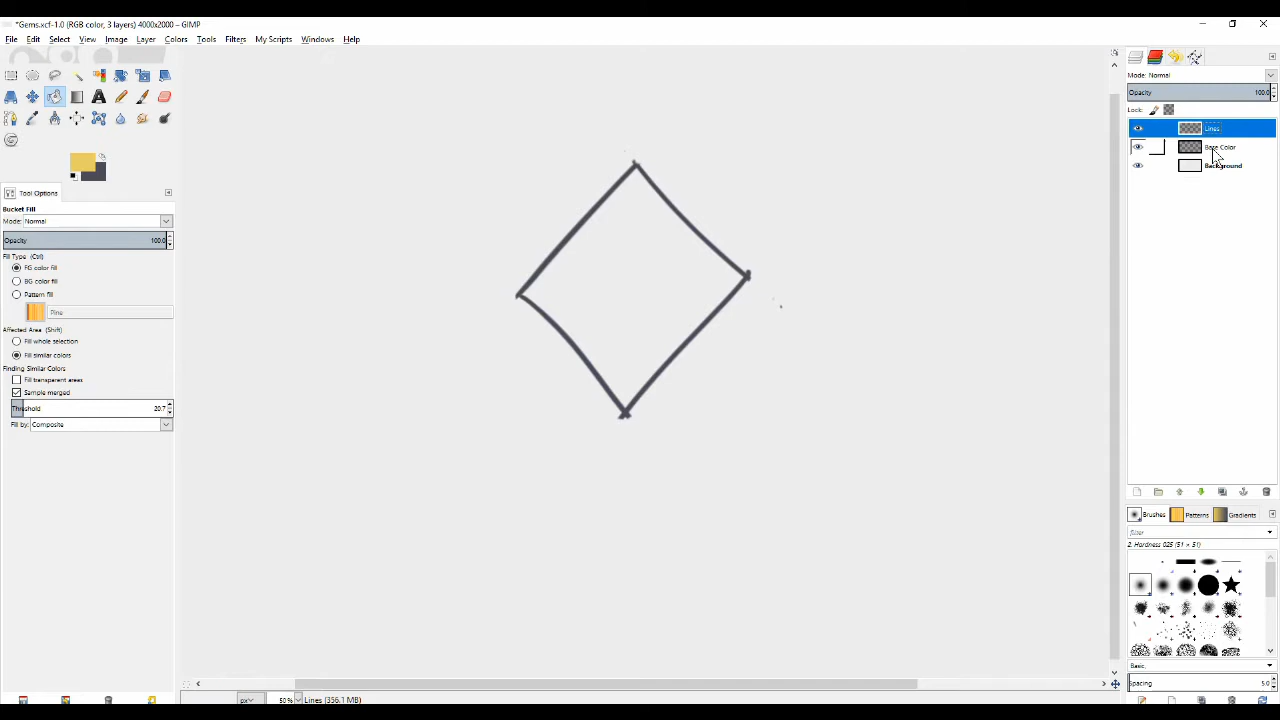 *Gems.xcf-1.0 (RGB color, 3 layers) 4000x2000 – GIMP
File Edit Select View Image Layer Colors Tools Filters My Scripts Windows Help
Mode: Normal
Opacity 100.0
Lock:
Lines
Base Color
Background
Tool Options
Bucket Fill
Mode: Normal
Opacity 100.0
Fill Type (Ctrl)
FG color fill
BG color fill
Pattern fill
Pine
Affected Area (Shift)
Fill whole selection
Fill similar colors
Finding Similar Colors
Fill transparent areas
Sample merged
Threshold 20.7
Fill by: Composite
Brushes Patterns Gradients
filter
2. Hardness 025 (51 × 51)
Basic,
Spacing 5.0
px 50% Lines (356.1 MB)